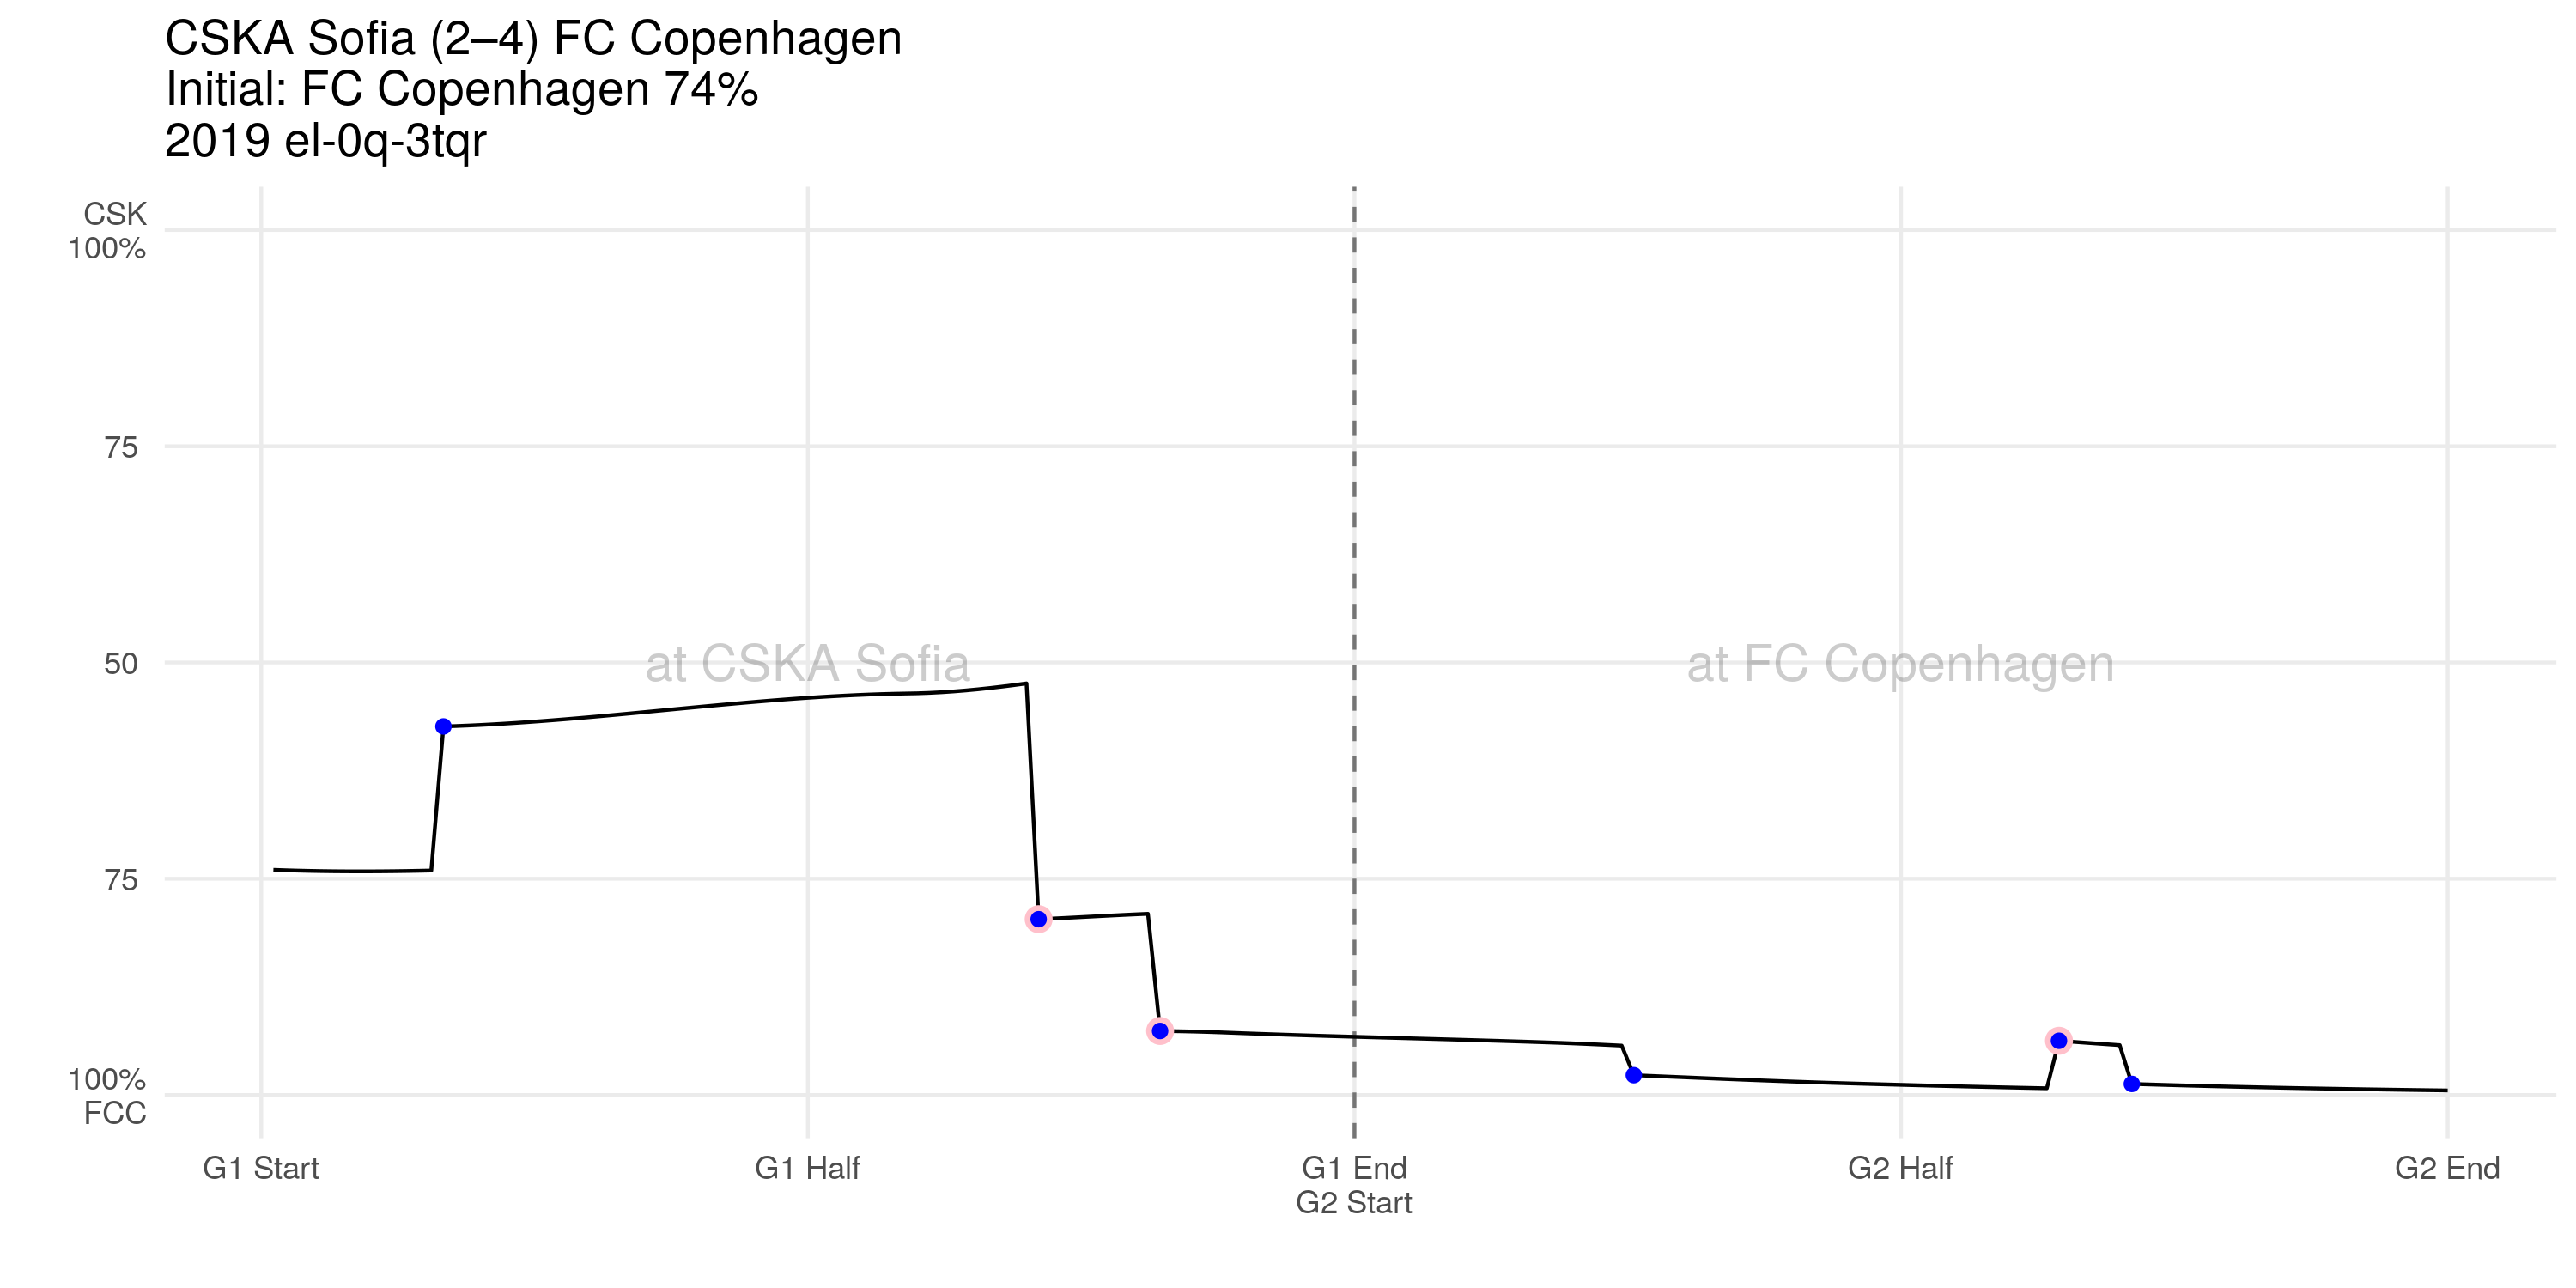 CSKA Sofia (2–4) FC Copenhagen
Initial: FC Copenhagen 74%
2019 el-0q-3tqr
CSK
100%
75
50
75
100%
FCC
at CSKA Sofia
at FC Copenhagen
G1 Start
G1 Half
G1 End
G2 Start
G2 Half
G2 End